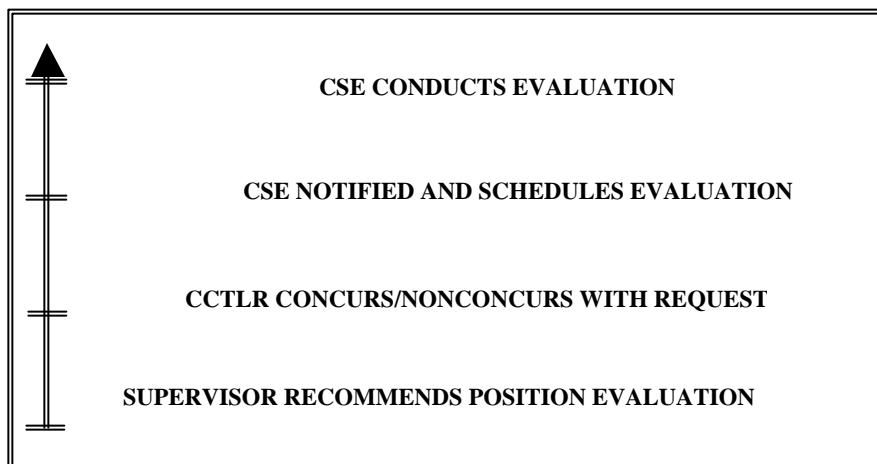 CSE CONDUCTS EVALUATION
CSE NOTIFIED AND SCHEDULES EVALUATION
CCTLR CONCURS/NONCONCURS WITH REQUEST
SUPERVISOR RECOMMENDS POSITION EVALUATION